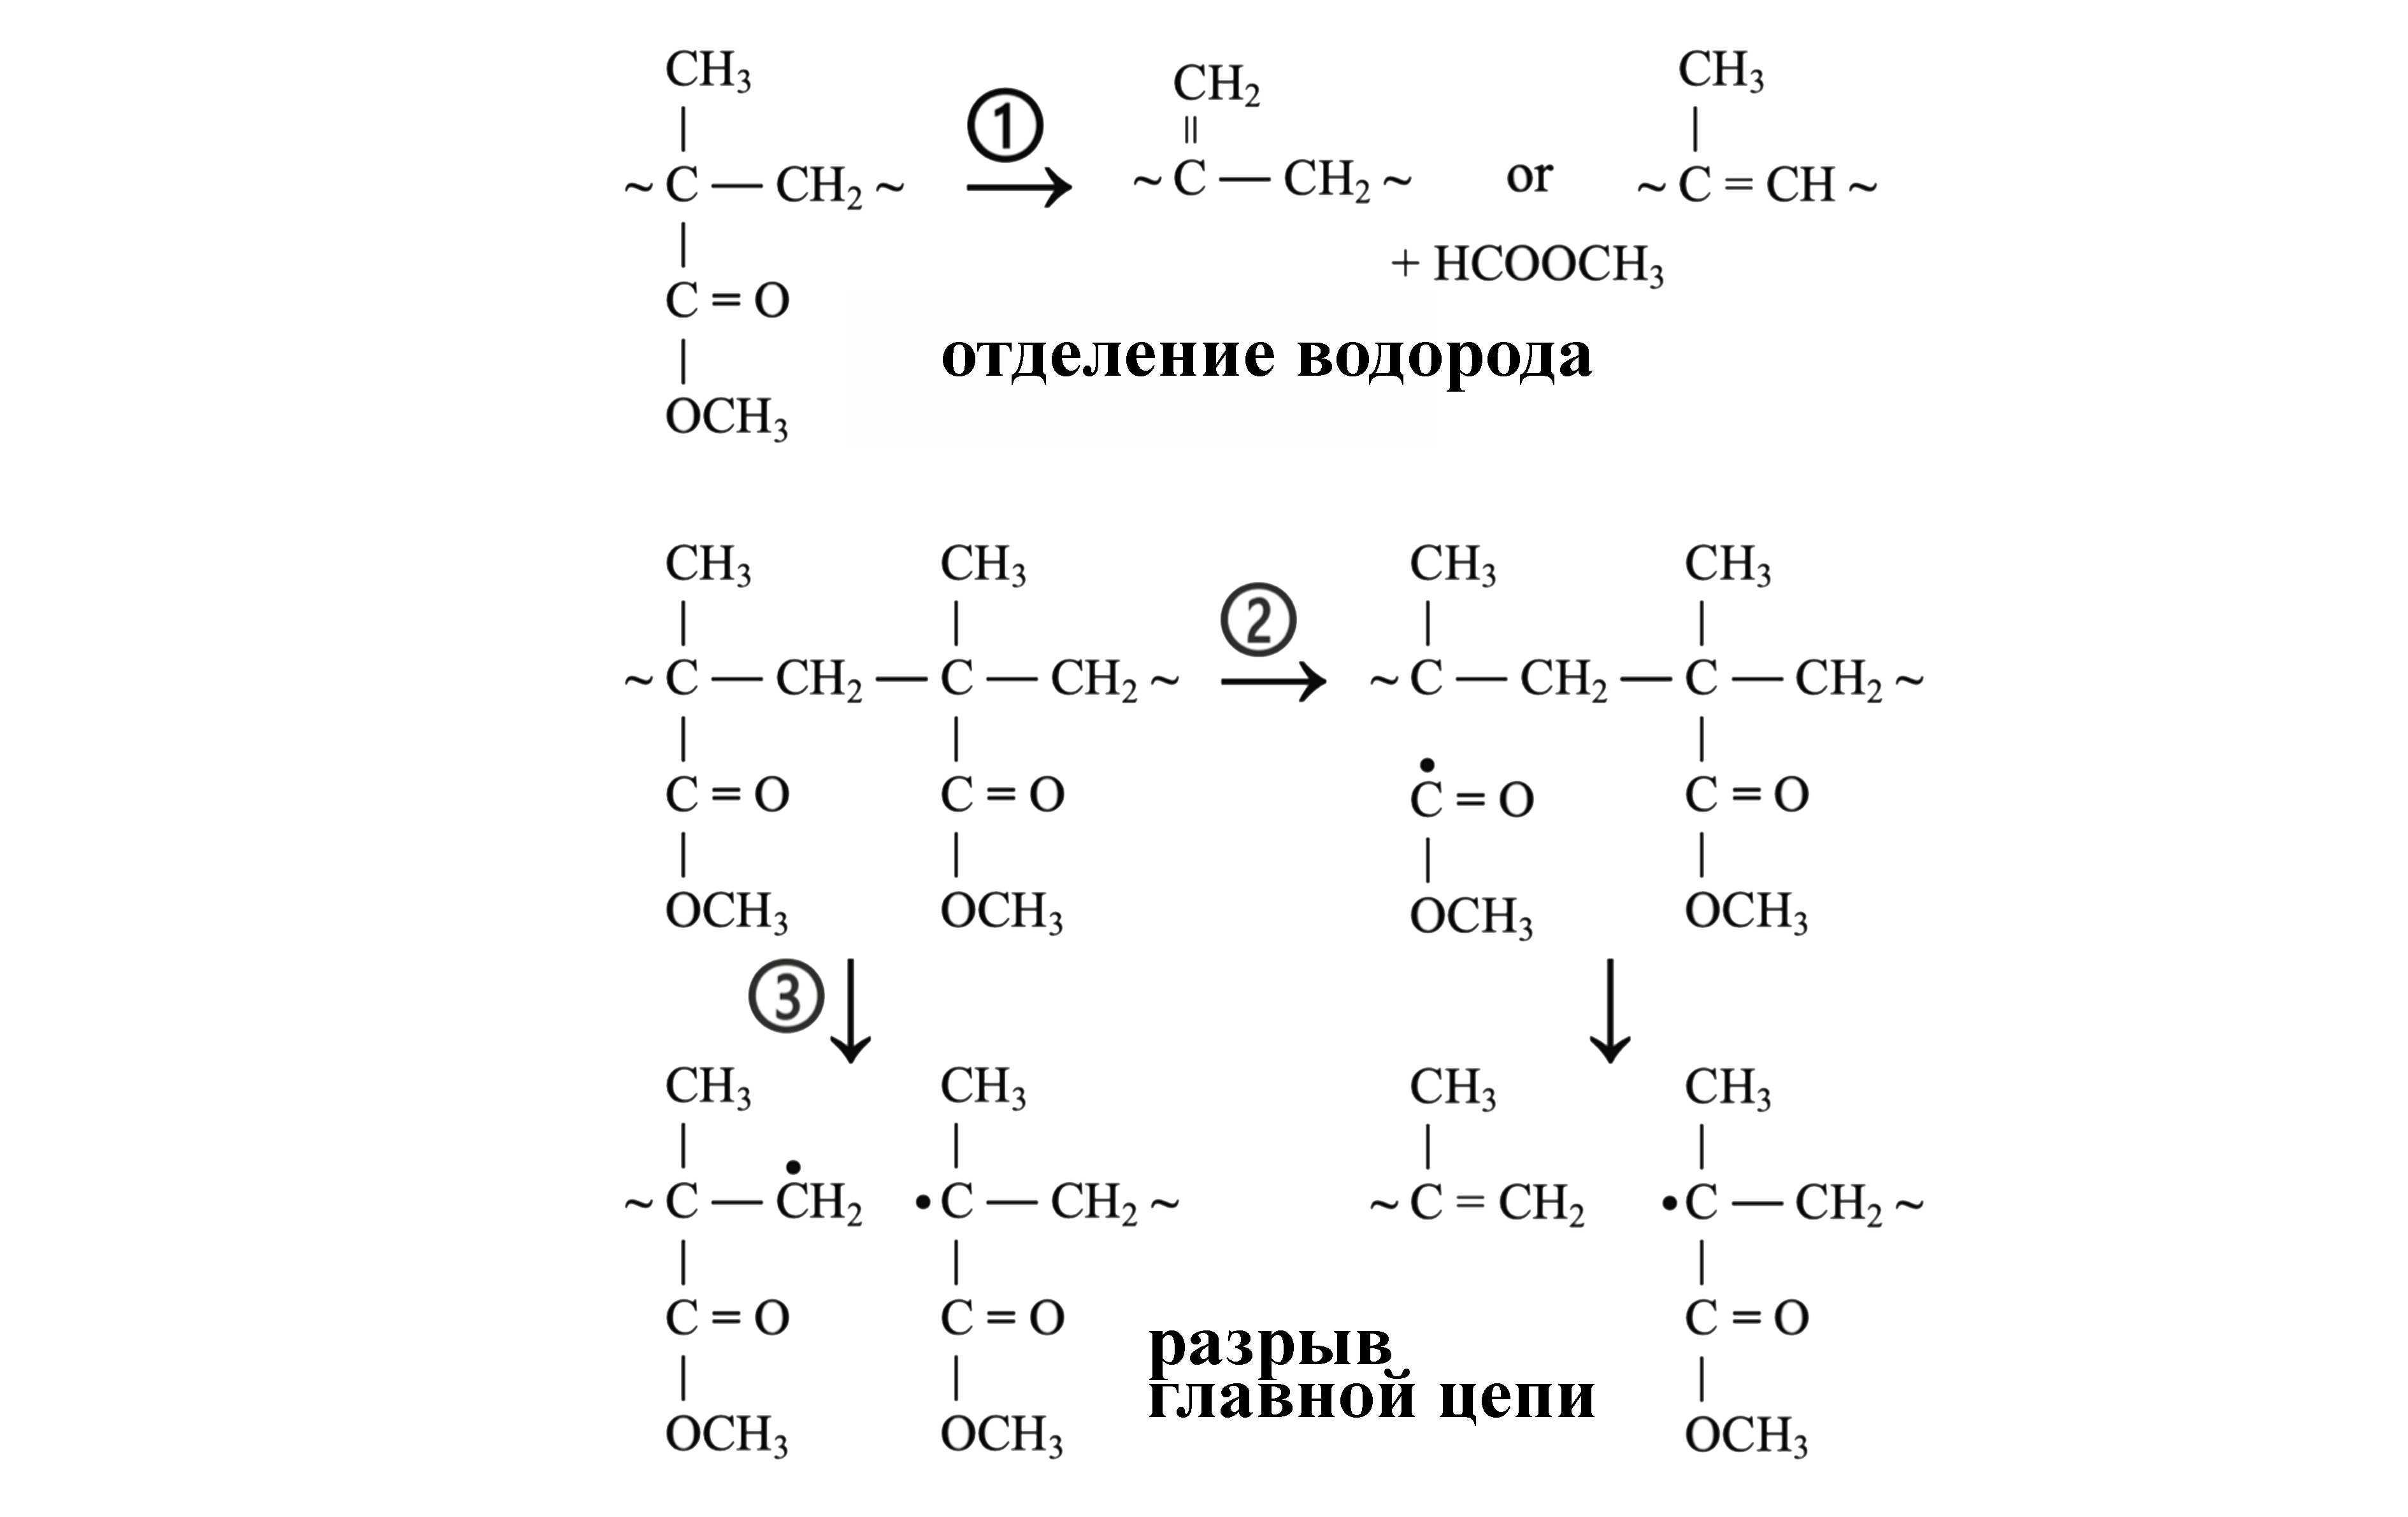 CH₃ CH₂ CH₃
①
~ C — CH₂ ~ → ~ C — CH₂ ~ or ~ C = CH ~
C = O + HCOOCH₃
отделение водорода
OCH₃
CH₃ CH₃ CH₃ CH₃
②
~ C — CH₂ — C — CH₂ ~ → ~ C — CH₂ — C — CH₂ ~
C = O C = O Ċ = O C = O
OCH₃ OCH₃ OCH₃ OCH₃
③
CH₃ CH₃ CH₃ CH₃
~ C — ĊH₂ •C — CH₂ ~ ~ C = CH₂ •C — CH₂ ~
C = O C = O C = O
разрыв
главной цепи
OCH₃ OCH₃ OCH₃